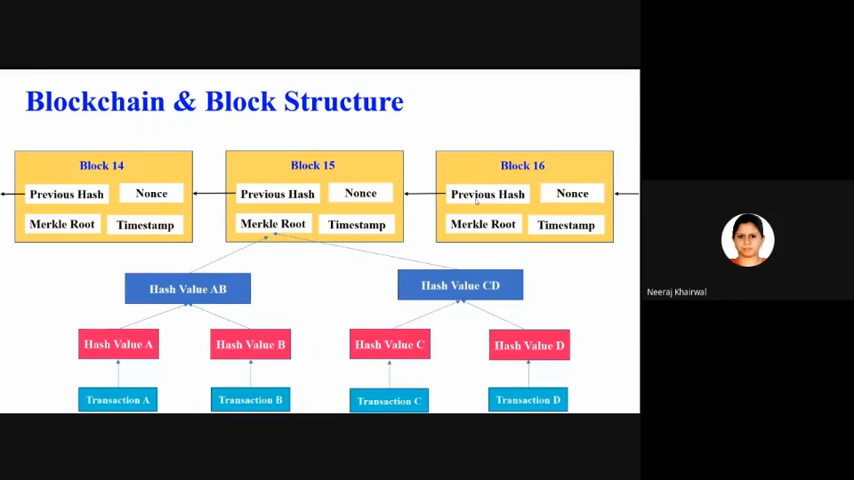 Blockchain & Block Structure
Block 14
Block 15
Block 16
Previous Hash
Nonce
Previous Hash
Nonce
Previous Hash
Nonce
Merkle Root
Timestamp
Merkle Root
Timestamp
Merkle Root
Timestamp
Hash Value AB
Hash Value CD
Hash Value A
Hash Value B
Hash Value C
Hash Value D
Transaction A
Transaction B
Transaction C
Transaction D
Neeraj Khairwal